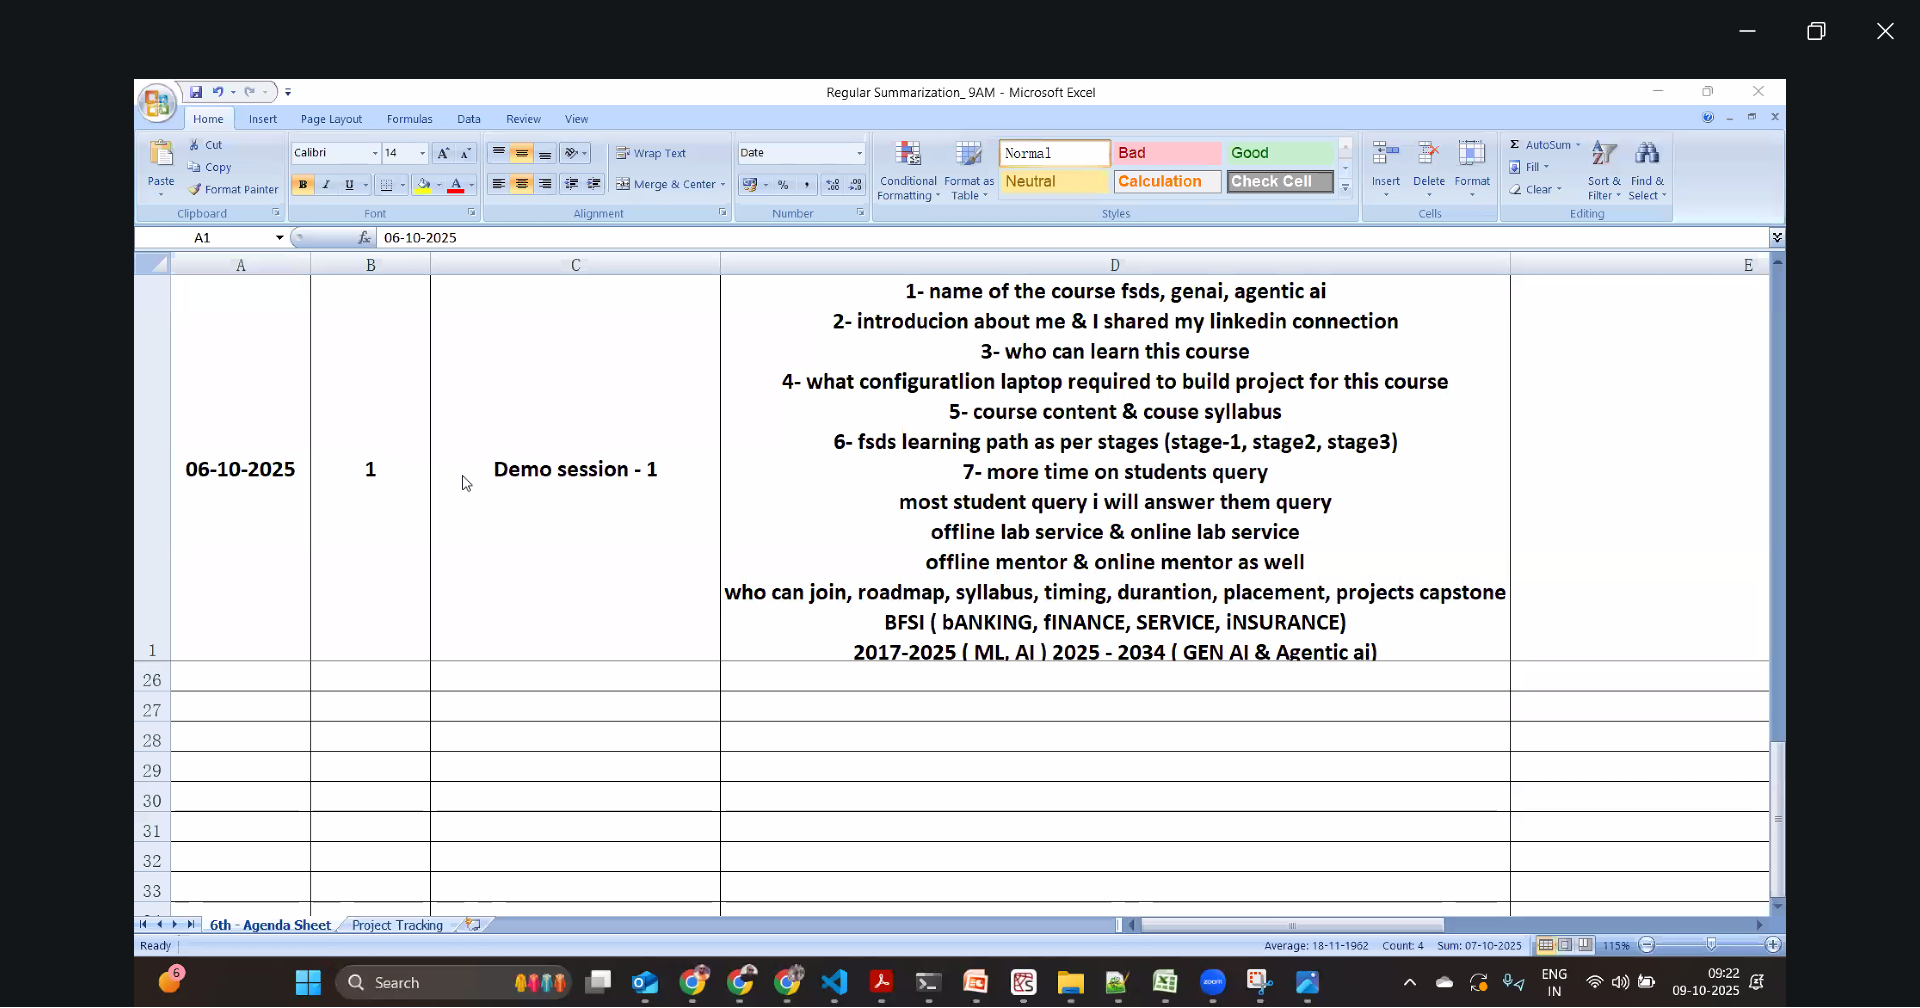 Regular Summarization_ 9AM - Microsoft Excel
Home Insert Page Layout Formulas Data Review View
Paste
Cut
Copy
Format Painter
Clipboard
Calibri 14
B I U
Font
Wrap Text
Merge & Center
Alignment
Date
Number
Conditional Formatting
Format as Table
Normal Bad Good
Neutral Calculation Check Cell
Styles
Insert Delete Format
Cells
AutoSum
Fill
Clear
Sort & Filter
Find & Select
Editing
A1 fx 06-10-2025
A B C D E
1- name of the course fsds, genai, agentic ai
2- introducion about me & I shared my linkedin connection
3- who can learn this course
4- what configuratlion laptop required to build project for this course
5- course content & couse syllabus
6- fsds learning path as per stages (stage-1, stage2, stage3)
06-10-2025 1 Demo session - 1
7- more time on students query
most student query i will answer them query
offline lab service & online lab service
offline mentor & online mentor as well
who can join, roadmap, syllabus, timing, durantion, placement, projects capstone
BFSI ( bANKING, fINANCE, SERVICE, iNSURANCE)
1 2017-2025 ( ML, AI ) 2025 - 2034 ( GEN AI & Agentic ai)
26
27
28
29
30
31
32
33
6th - Agenda Sheet Project Tracking
Ready Average: 18-11-1962 Count: 4 Sum: 07-10-2025 115%
6 Search zoom ENG 09:22
IN 09-10-2025